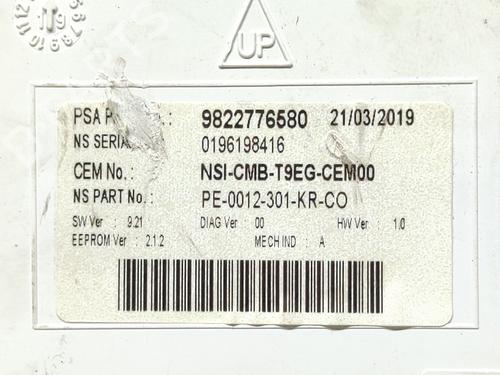 UP
PSA : 9822776580 21/03/2019
NS SERIAL 0196198416
CEM No.: NSI-CMB-T9EG-CEM00
NS PART No.: PE-0012-301-KR-CO
SW Ver : 9.21 DIAG Ver : 00 HW Ver : 1.0
EEPROM Ver : 2.1.2 MECH IND : A